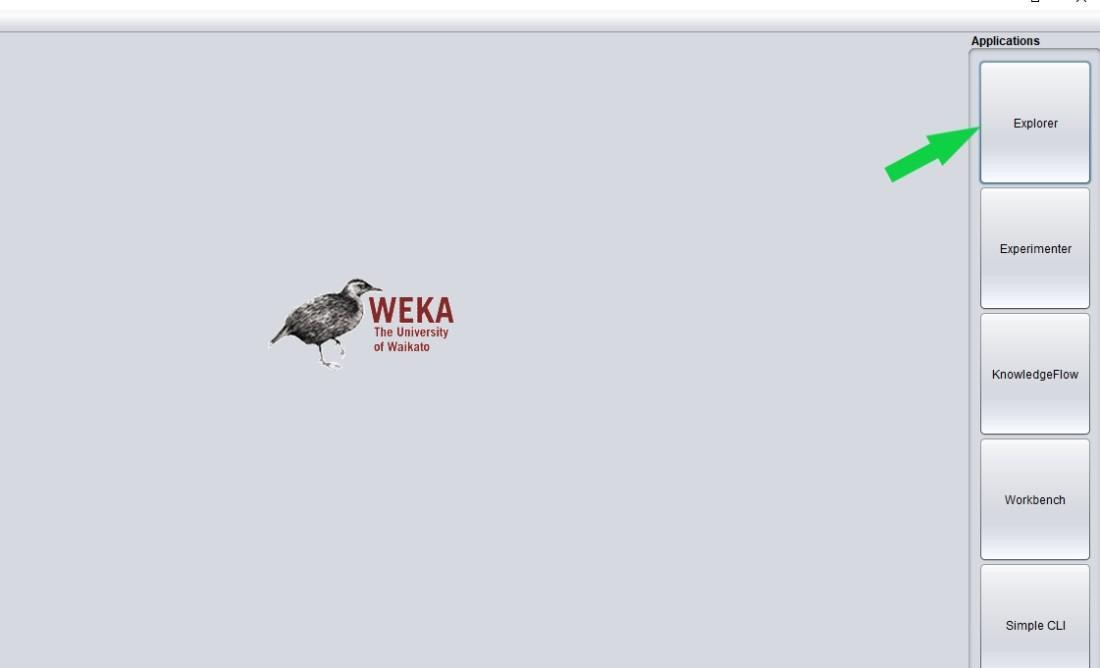 Applications
Explorer
Experimenter
WEKA
The University
of Waikato
KnowledgeFlow
Workbench
Simple CLI